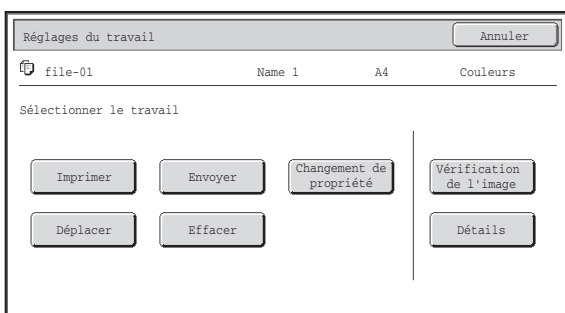 Réglages du travail
Annuler
file-01 Name 1 A4 Couleurs
Sélectionner le travail
Imprimer
Envoyer
Changement de
propriété
Vérification
de l'image
Déplacer
Effacer
Détails